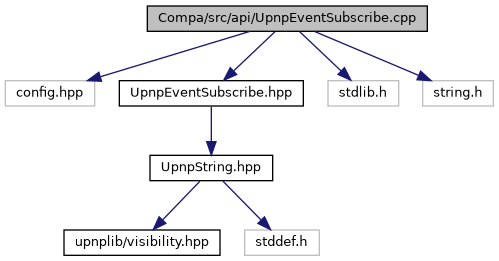 Compa/src/api/UpnpEventSubscribe.cpp
config.hpp
UpnpEventSubscribe.hpp
stdlib.h
string.h
UpnpString.hpp
upnplib/visibility.hpp
stddef.h